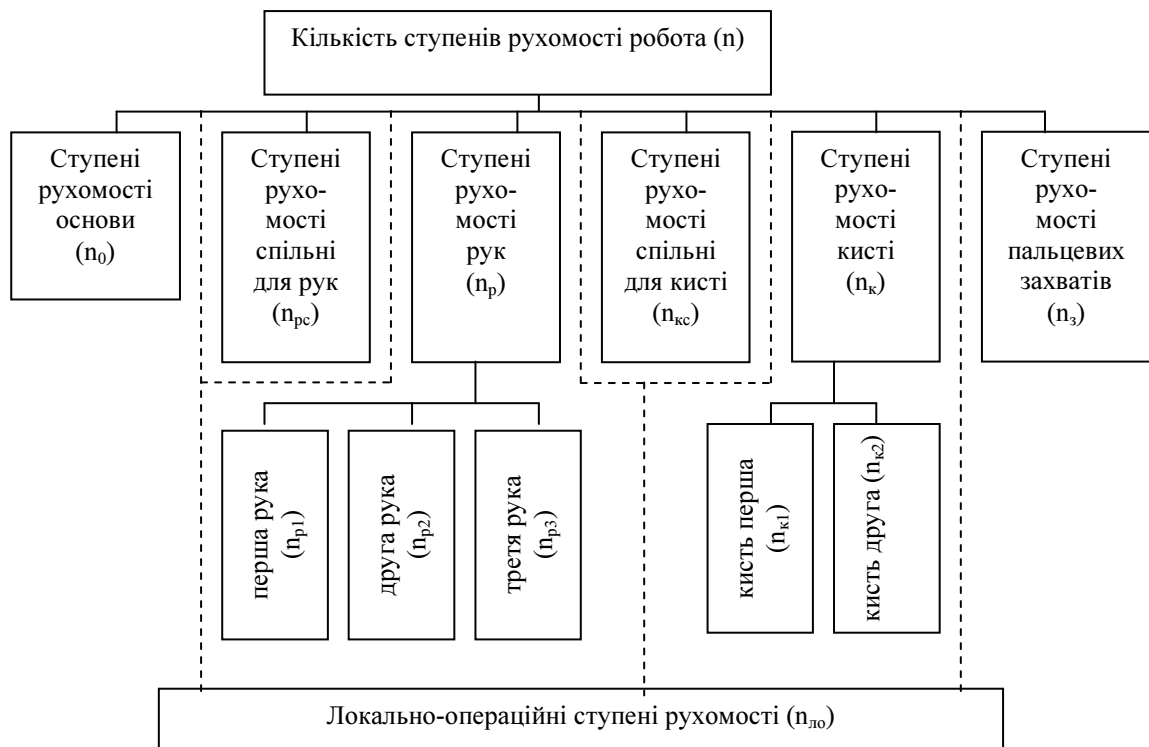 Кількість ступенів рухомості робота (n)
Ступені
рухомості
основи
(n₀)
Ступені
рухо-
мості
спільні
для рук
(nрс)
Ступені
рухо-
мості
рук
(nр)
Ступені
рухо-
мості
спільні
для кисті
(nкс)
Ступені
рухо-
мості
кисті
(nк)
Ступені
рухо-
мості
пальцевих
захватів
(nз)
перша рука
(nр1)
друга рука
(nр2)
третя рука
(nр3)
кисть перша
(nк1)
кисть друга (nк2)
Локально-операційні ступені рухомості (nло)